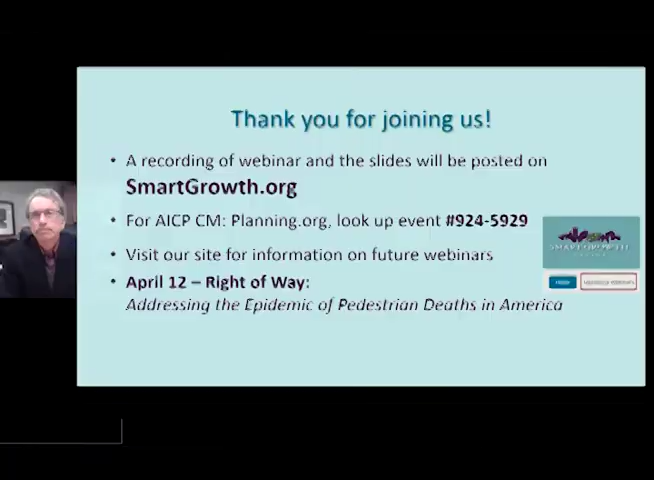 Thank you for joining us!
• A recording of webinar and the slides will be posted on
SmartGrowth.org
• For AICP CM: Planning.org, look up event #924-5929
• Visit our site for information on future webinars
• April 12 – Right of Way:
Addressing the Epidemic of Pedestrian Deaths in America
SMART GROWTH